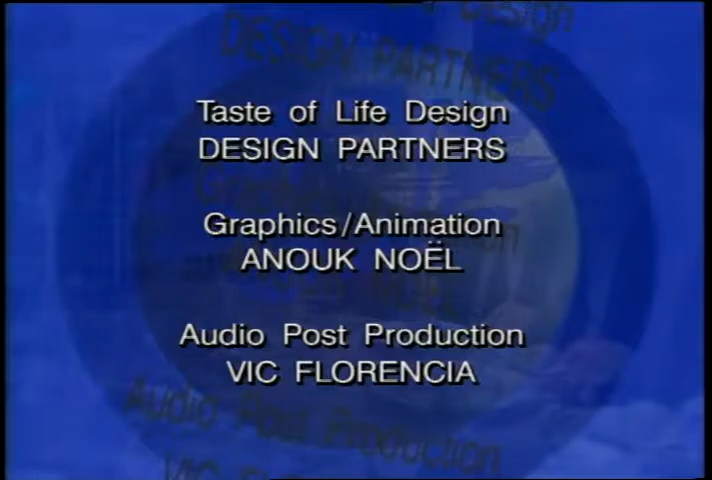 Taste of Life Design
DESIGN PARTNERS
Graphics/Animation
ANOUK NOËL
Audio Post Production
VIC FLORENCIA